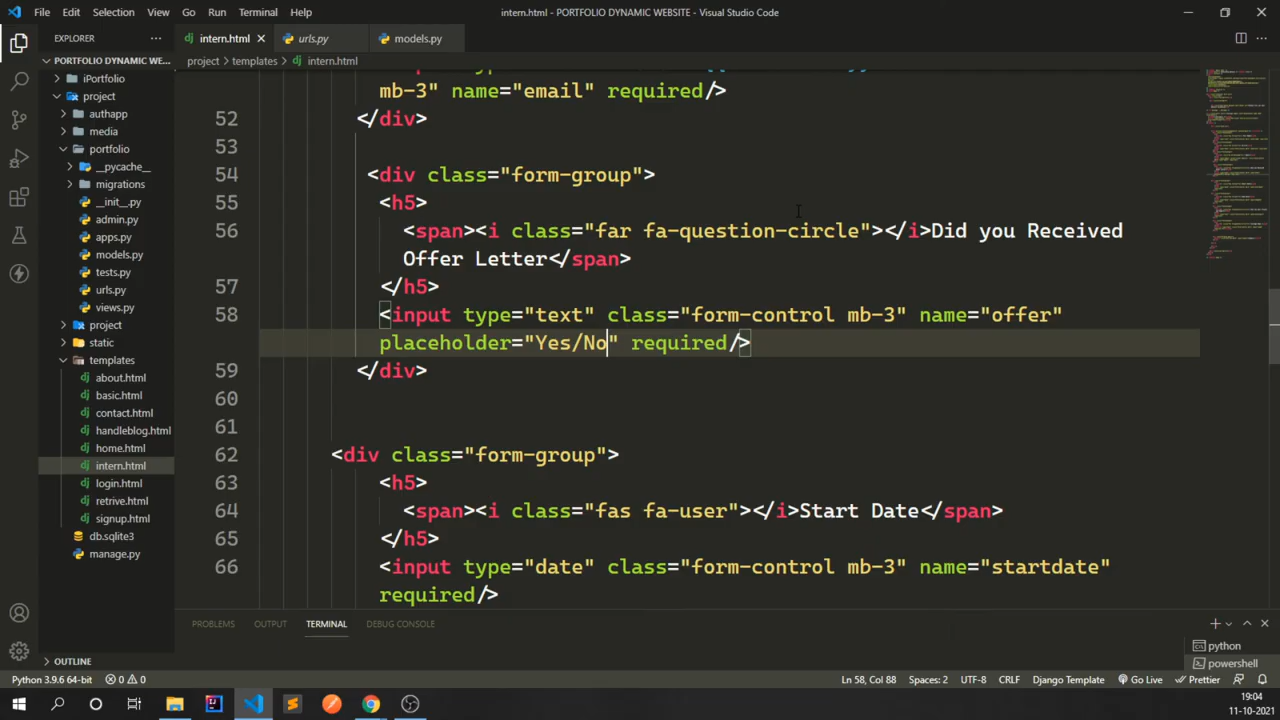 File Edit Selection View Go Run Terminal Help
intern.html - PORTFOLIO DYNAMIC WEBSITE - Visual Studio Code
EXPLORER
intern.html
urls.py
models.py
PORTFOLIO DYNAMIC WE...
project > templates > intern.html
iPortfolio
project
authapp
media
portfolio
__pycache__
migrations
__init__.py
admin.py
apps.py
models.py
tests.py
urls.py
views.py
project
static
templates
about.html
basic.html
contact.html
handleblog.html
home.html
intern.html
login.html
retrive.html
signup.html
db.sqlite3
manage.py
OUTLINE
mb-3" name="email" required/>
52 </div>
53
54 <div class="form-group">
55 <h5>
56 <span><i class="far fa-question-circle"></i>Did you Received
Offer Letter</span>
57 </h5>
58 <input type="text" class="form-control mb-3" name="offer"
placeholder="Yes/No" required/>
59 </div>
60
61
62 <div class="form-group">
63 <h5>
64 <span><i class="fas fa-user"></i>Start Date</span>
65 </h5>
66 <input type="date" class="form-control mb-3" name="startdate"
required/>
PROBLEMS OUTPUT TERMINAL DEBUG CONSOLE
python
powershell
Python 3.9.6 64-bit 0 0
Ln 58, Col 88 Spaces: 2 UTF-8 CRLF Django Template Go Live Prettier
19:04
11-10-2021